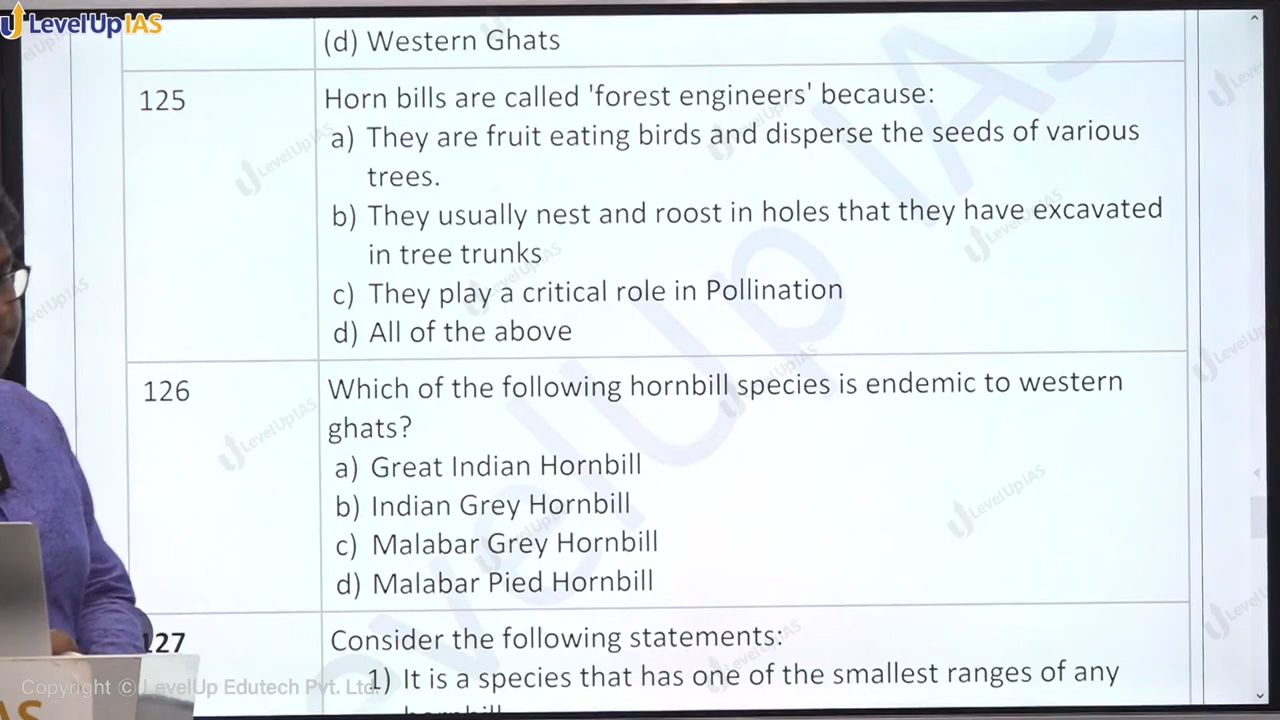 LevelUp IAS
(d) Western Ghats
125
Horn bills are called 'forest engineers' because:
a) They are fruit eating birds and disperse the seeds of various
trees.
b) They usually nest and roost in holes that they have excavated
in tree trunks
c) They play a critical role in Pollination
d) All of the above
126
Which of the following hornbill species is endemic to western
ghats?
a) Great Indian Hornbill
b) Indian Grey Hornbill
c) Malabar Grey Hornbill
d) Malabar Pied Hornbill
127
Consider the following statements:
1) It is a species that has one of the smallest ranges of any
Copyright © LevelUp Edutech Pvt. Ltd.